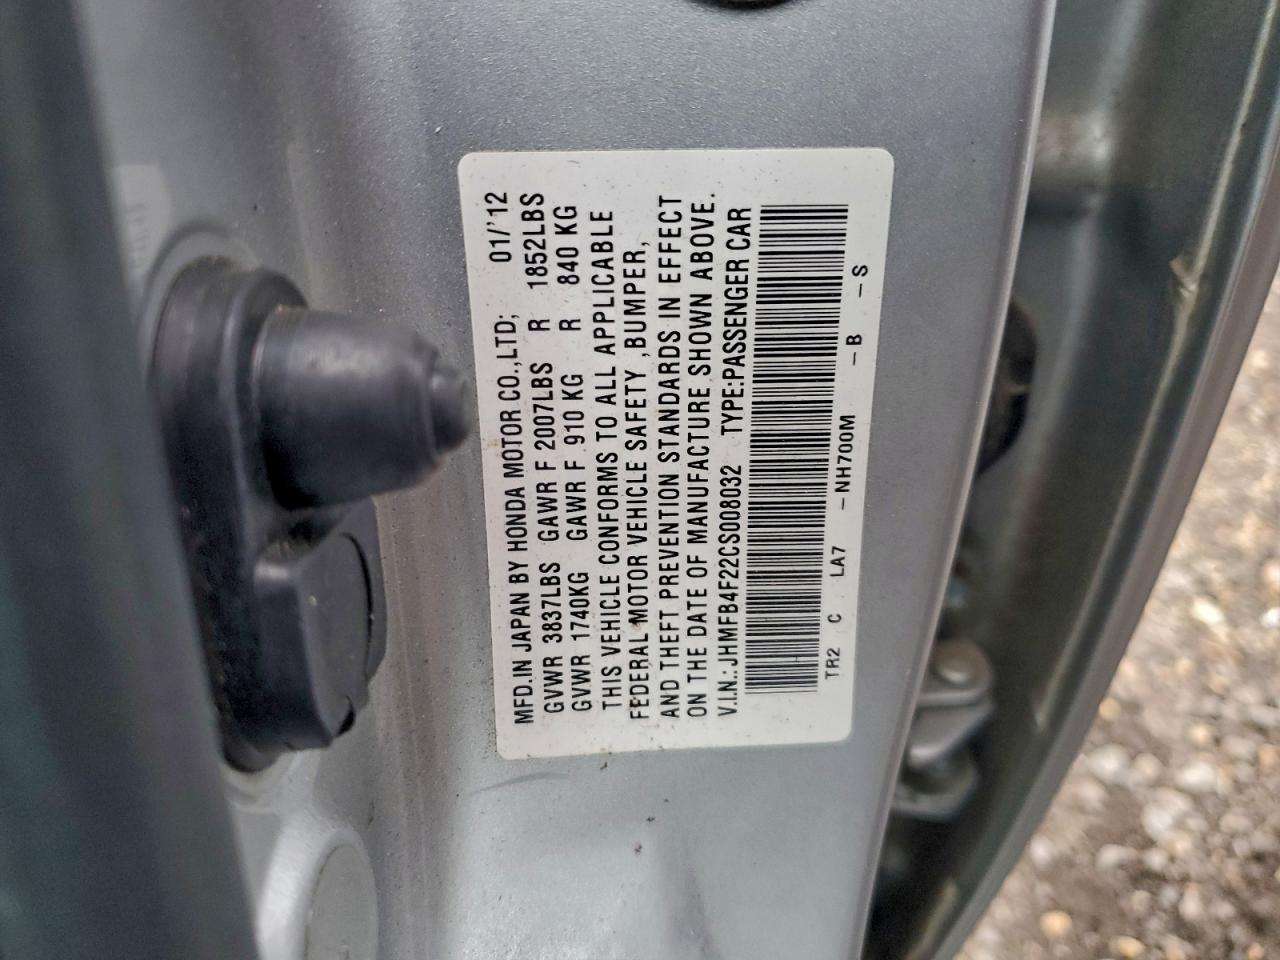 MFD.IN JAPAN BY HONDA MOTOR CO.,LTD; 01/'12
GVWR 3837LBS GAWR F 2007LBS R 1852LBS
GVWR 1740KG GAWR F 910 KG R 840 KG
THIS VEHICLE CONFORMS TO ALL APPLICABLE
FEDERAL MOTOR VEHICLE SAFETY ,BUMPER,
AND THEFT PREVENTION STANDARDS IN EFFECT
ON THE DATE OF MANUFACTURE SHOWN ABOVE.
V.I.N.: JHMFB4F22CS008032 TYPE:PASSENGER CAR
TR2 C LA7 -NH700M -B -S